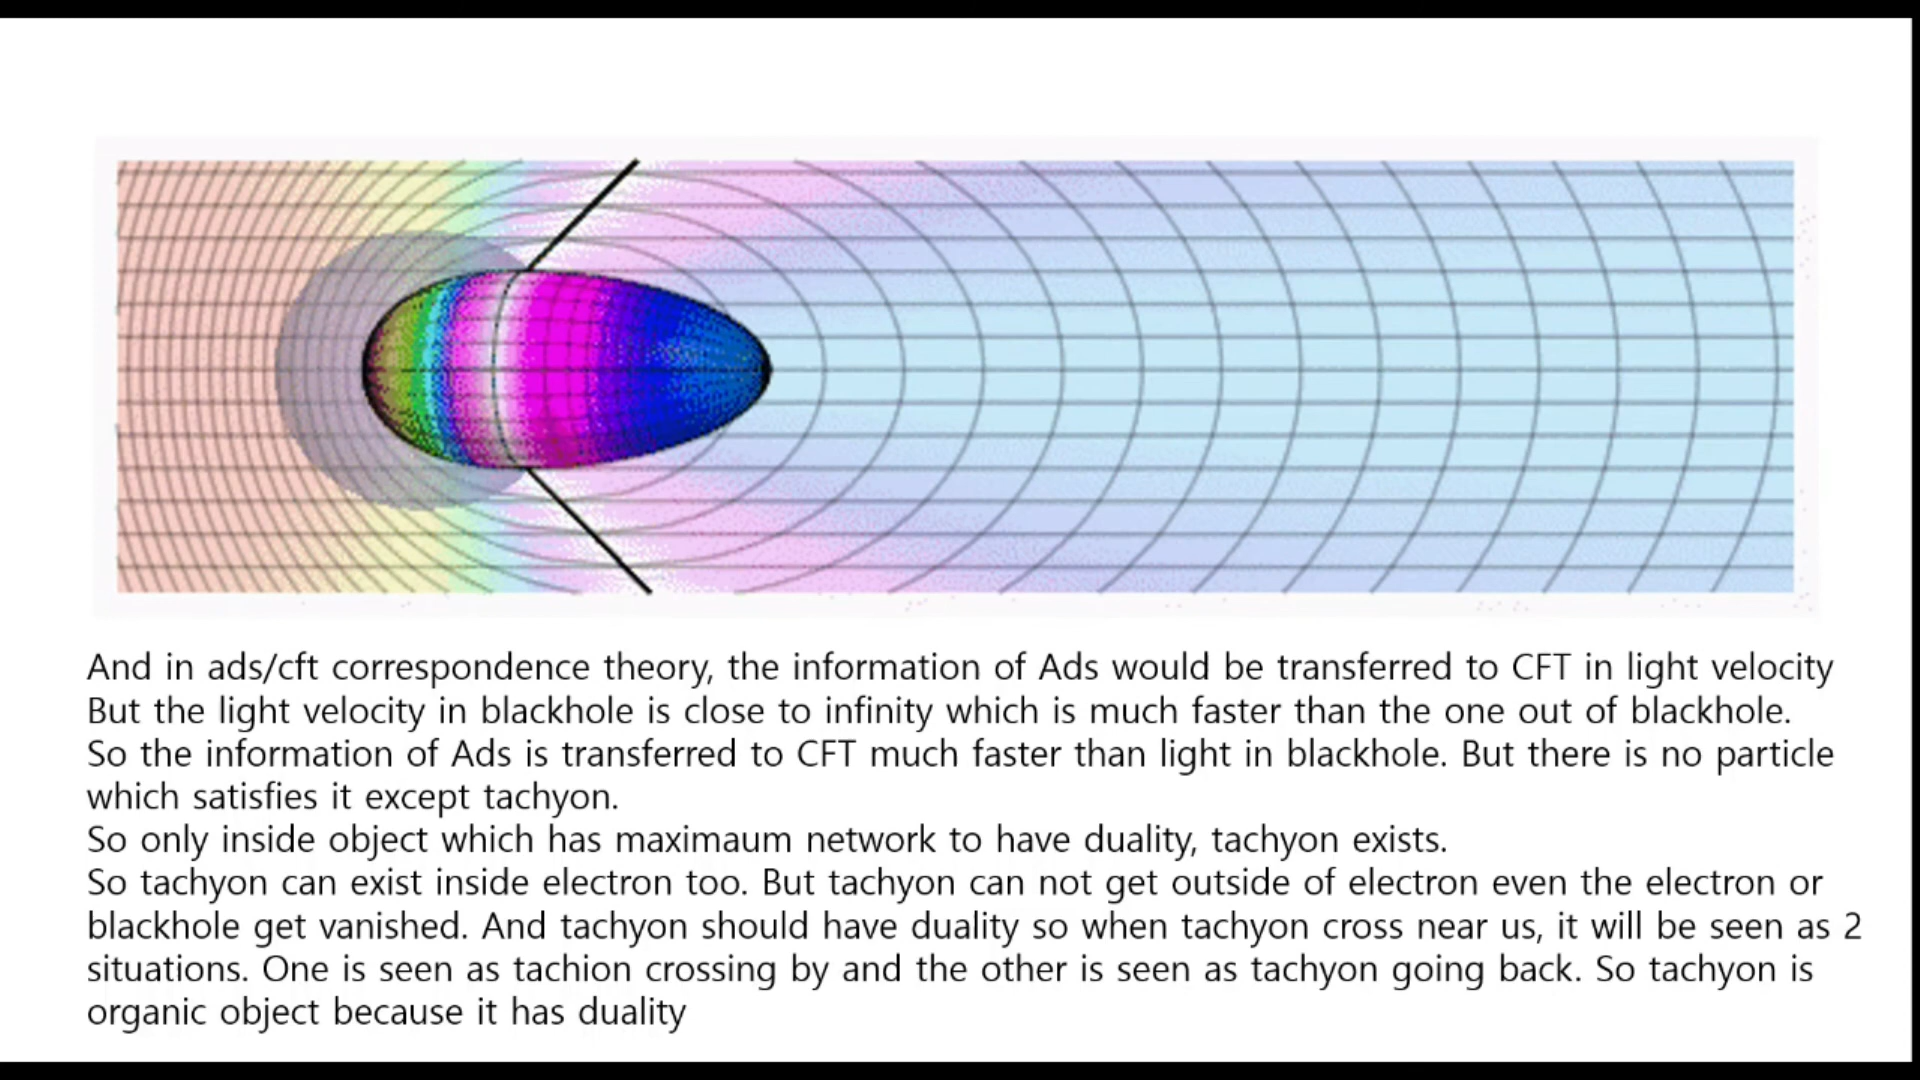 And in ads/cft correspondence theory, the information of Ads would be transferred to CFT in light velocity
But the light velocity in blackhole is close to infinity which is much faster than the one out of blackhole.
So the information of Ads is transferred to CFT much faster than light in blackhole. But there is no particle
which satisfies it except tachyon.
So only inside object which has maximaum network to have duality, tachyon exists.
So tachyon can exist inside electron too. But tachyon can not get outside of electron even the electron or
blackhole get vanished. And tachyon should have duality so when tachyon cross near us, it will be seen as 2
situations. One is seen as tachion crossing by and the other is seen as tachyon going back. So tachyon is
organic object because it has duality